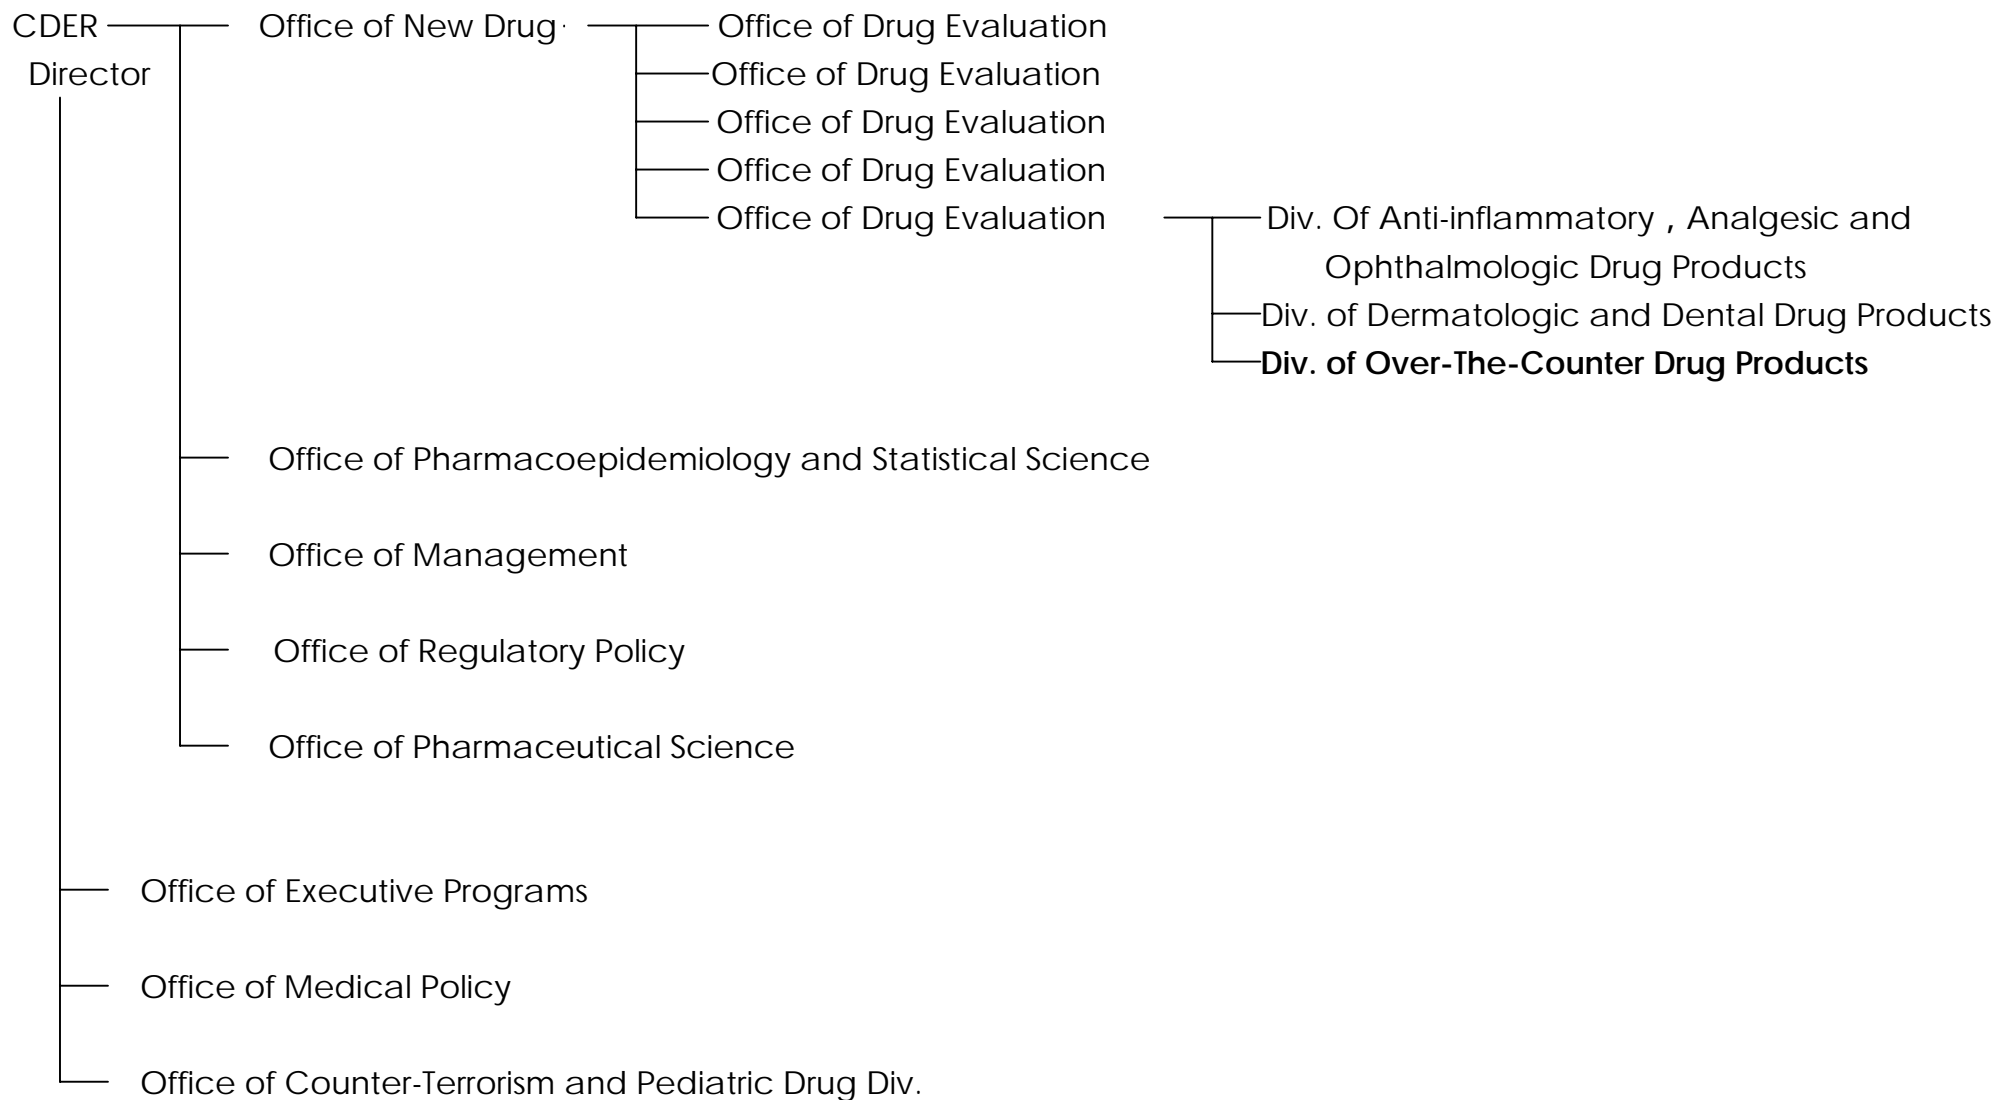 CDER Office of New Drug Office of Drug Evaluation
Director Office of Drug Evaluation
Office of Drug Evaluation
Office of Drug Evaluation
Office of Drug Evaluation Div. Of Anti-inflammatory , Analgesic and
Ophthalmologic Drug Products
Div. of Dermatologic and Dental Drug Products
Div. of Over-The-Counter Drug Products
Office of Pharmacoepidemiology and Statistical Science
Office of Management
Office of Regulatory Policy
Office of Pharmaceutical Science
Office of Executive Programs
Office of Medical Policy
Office of Counter-Terrorism and Pediatric Drug Div.